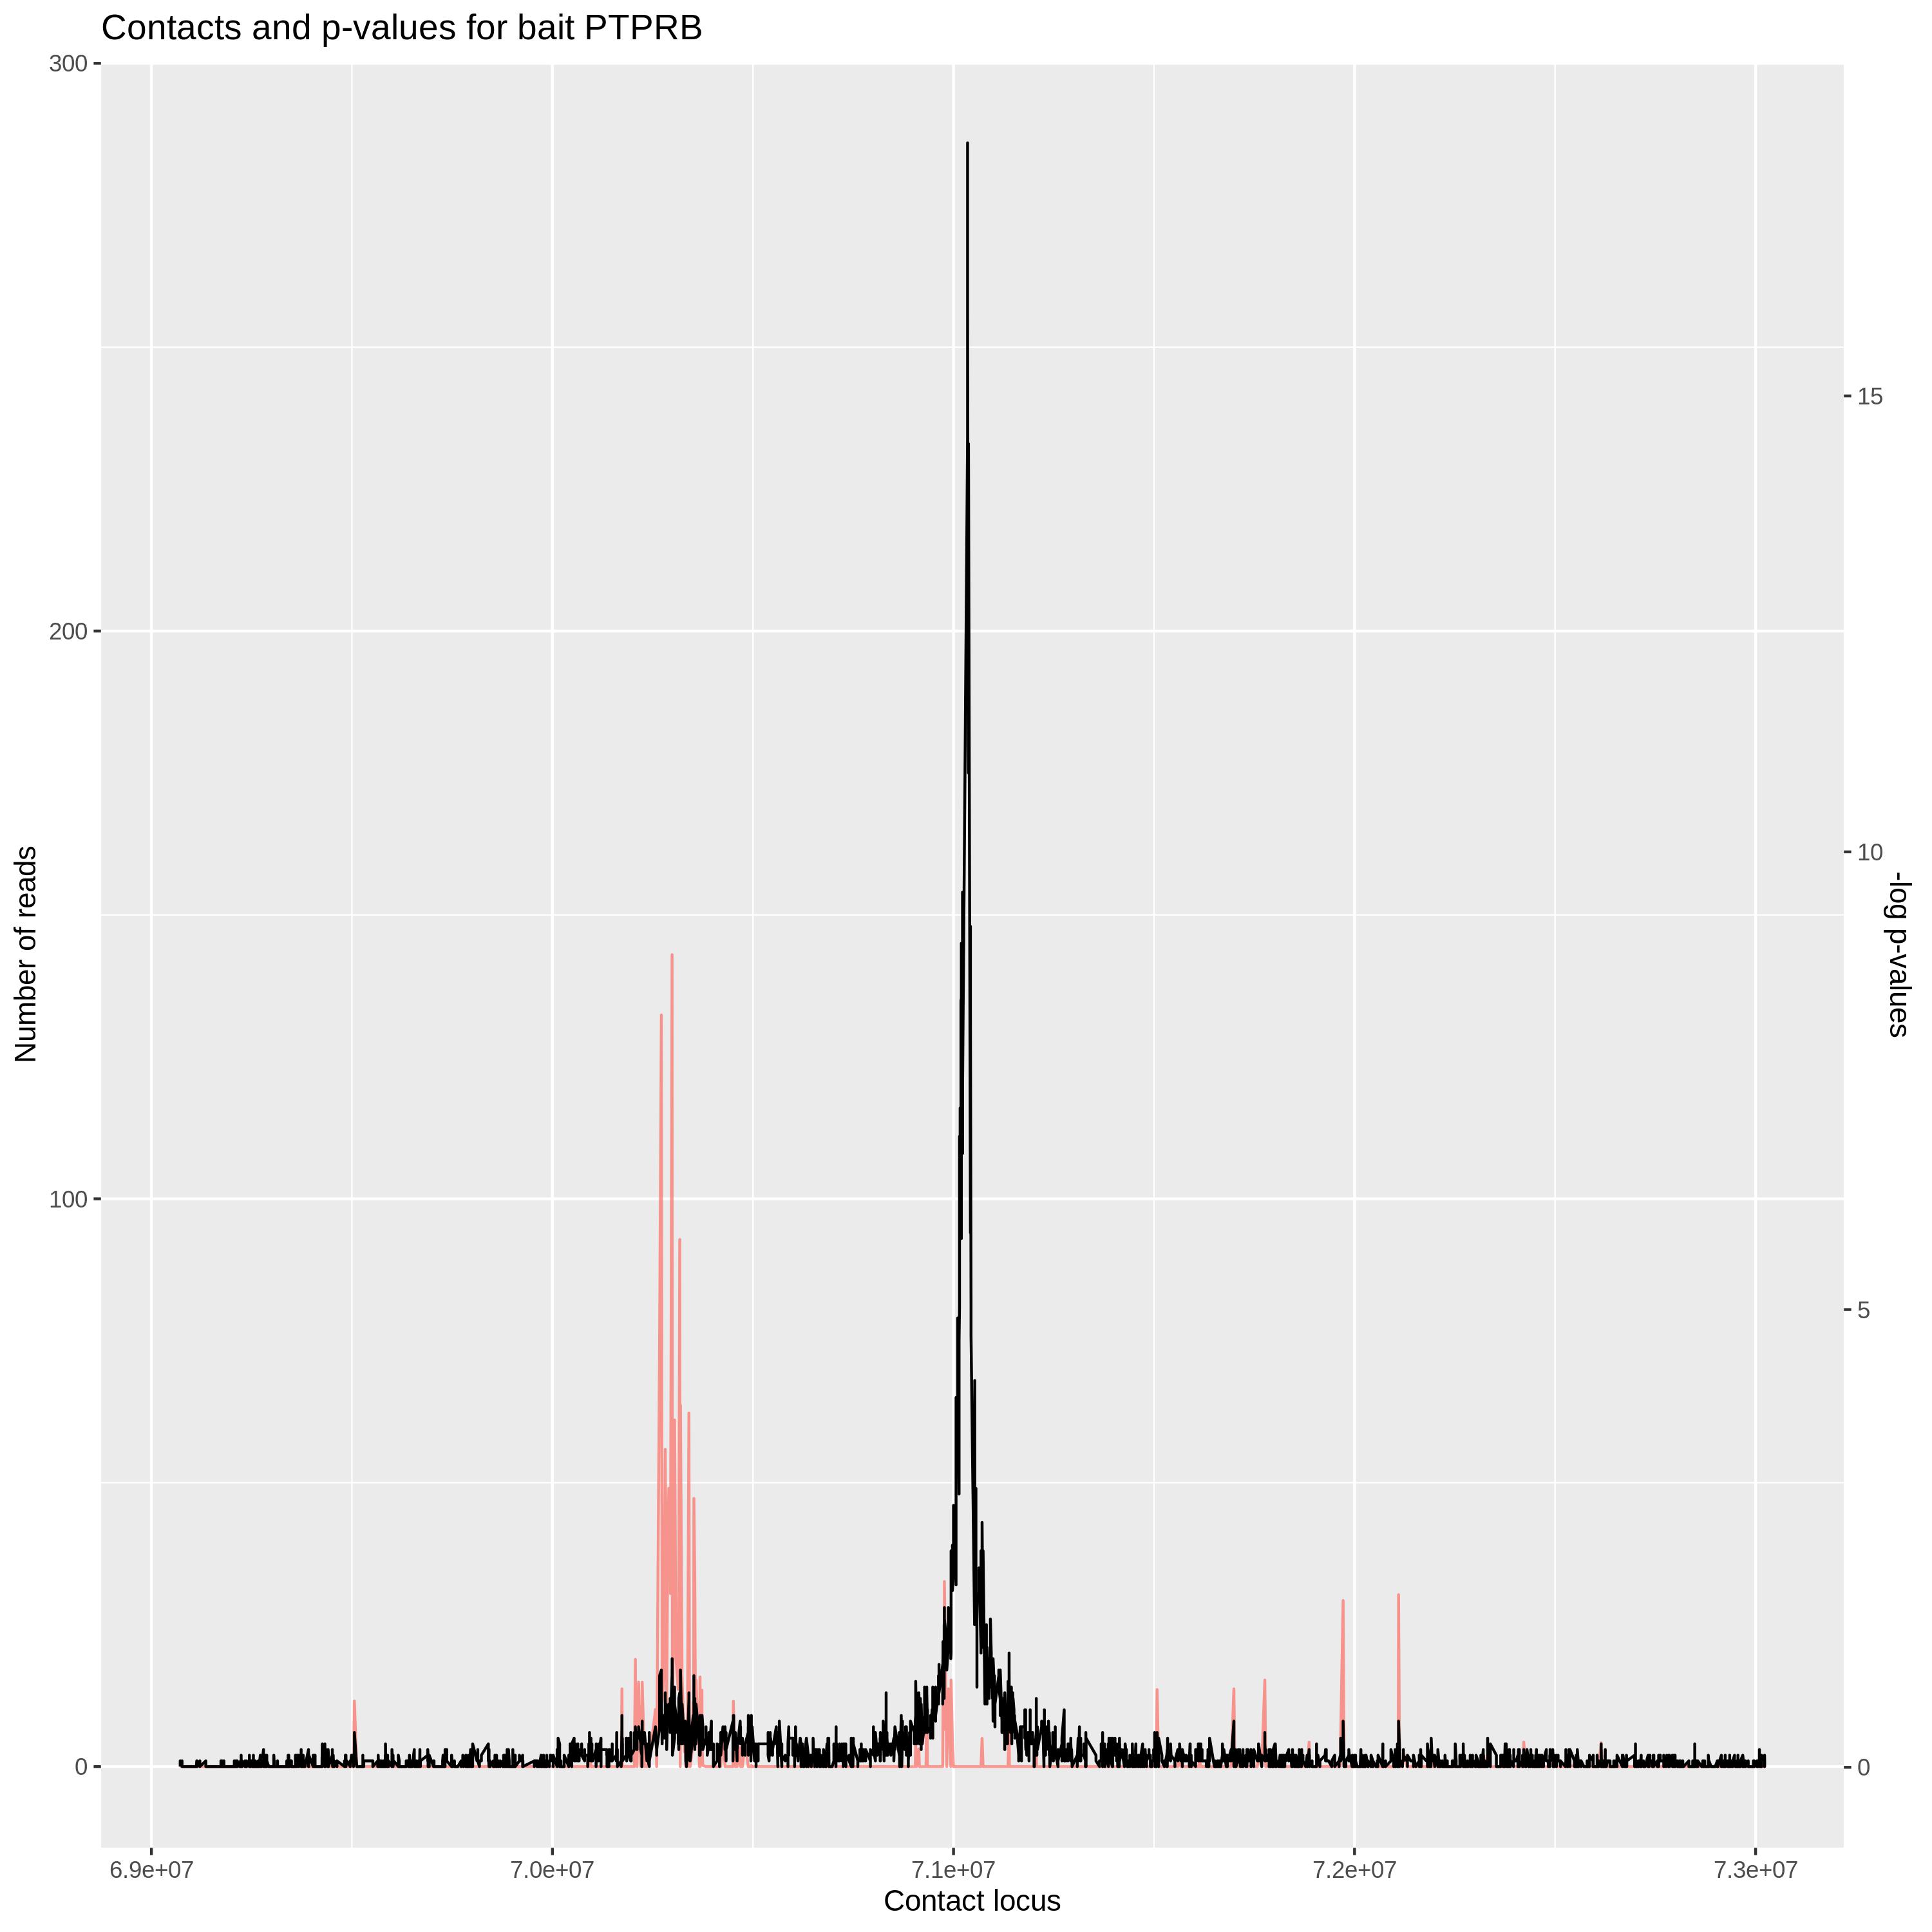 Contacts and p-values for bait PTPRB
300
200
100
0
Number of reads
15
10
5
0
-log p-values
6.9e+07
7.0e+07
7.1e+07
7.2e+07
7.3e+07
Contact locus